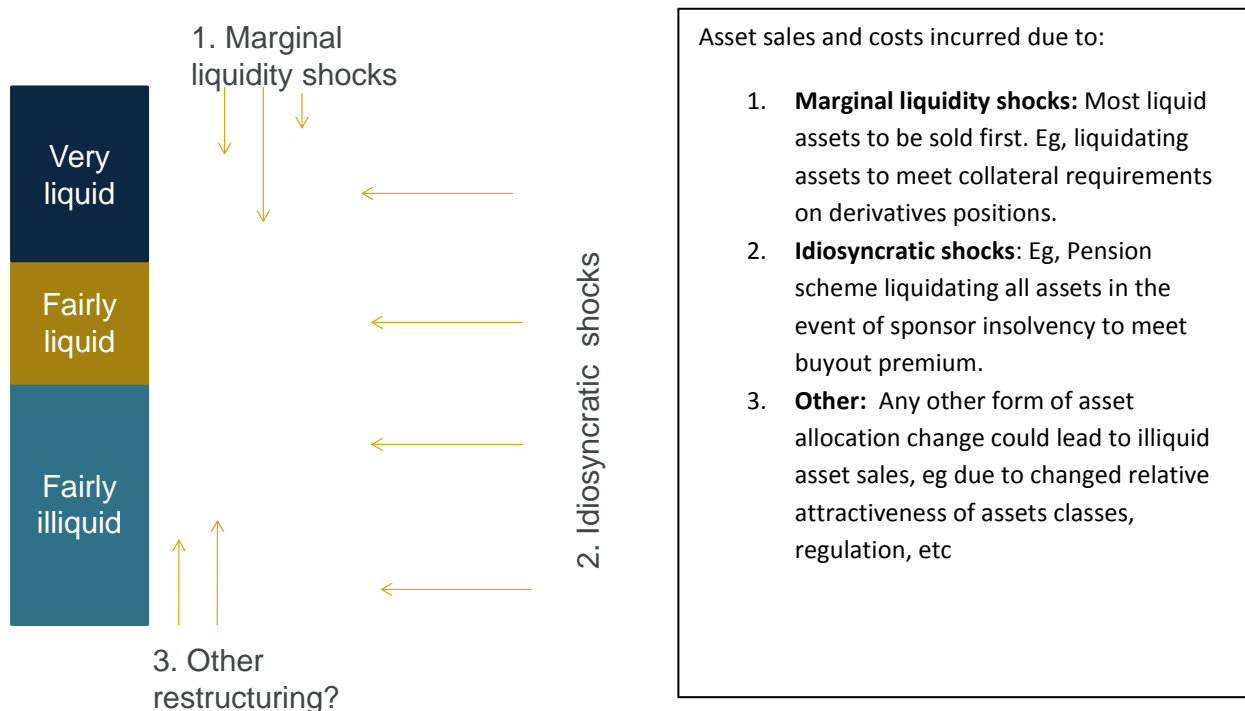 1. Marginal
liquidity shocks
Very
liquid
Fairly
liquid
Fairly
illiquid
2. Idiosyncratic shocks
3. Other
restructuring?
Asset sales and costs incurred due to:
1. Marginal liquidity shocks: Most liquid
assets to be sold first. Eg, liquidating
assets to meet collateral requirements
on derivatives positions.
2. Idiosyncratic shocks: Eg, Pension
scheme liquidating all assets in the
event of sponsor insolvency to meet
buyout premium.
3. Other: Any other form of asset
allocation change could lead to illiquid
asset sales, eg due to changed relative
attractiveness of assets classes,
regulation, etc